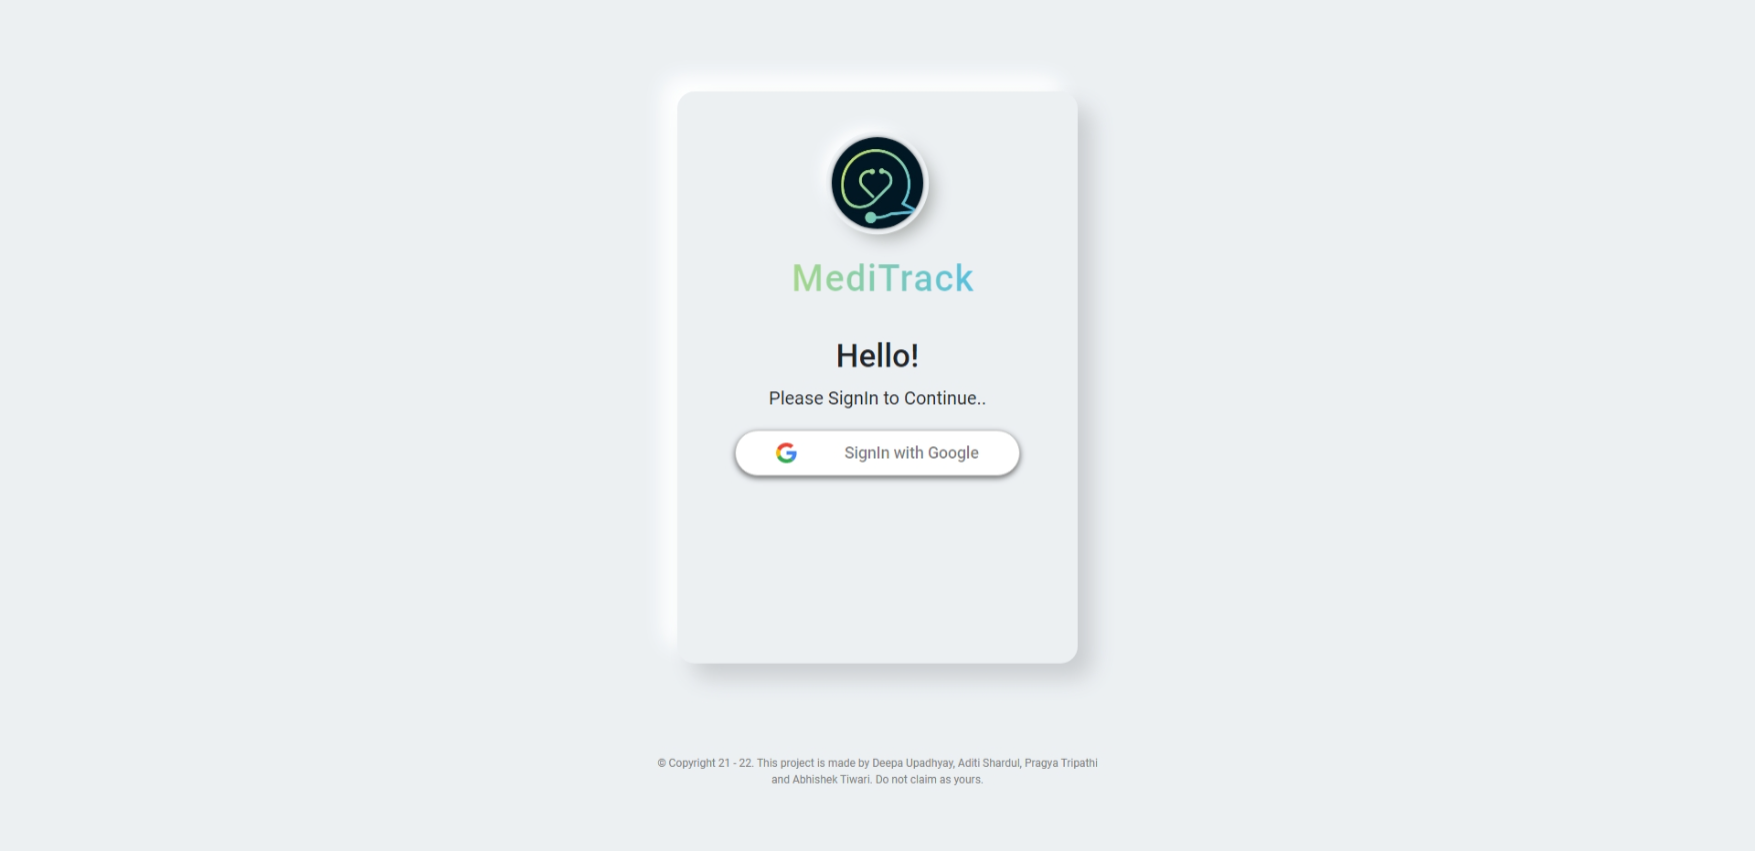 MediTrack
Hello!
Please SignIn to Continue..
SignIn with Google
© Copyright 21 - 22. This project is made by Deepa Upadhyay, Aditi Shardul, Pragya Tripathi
and Abhishek Tiwari. Do not claim as yours.